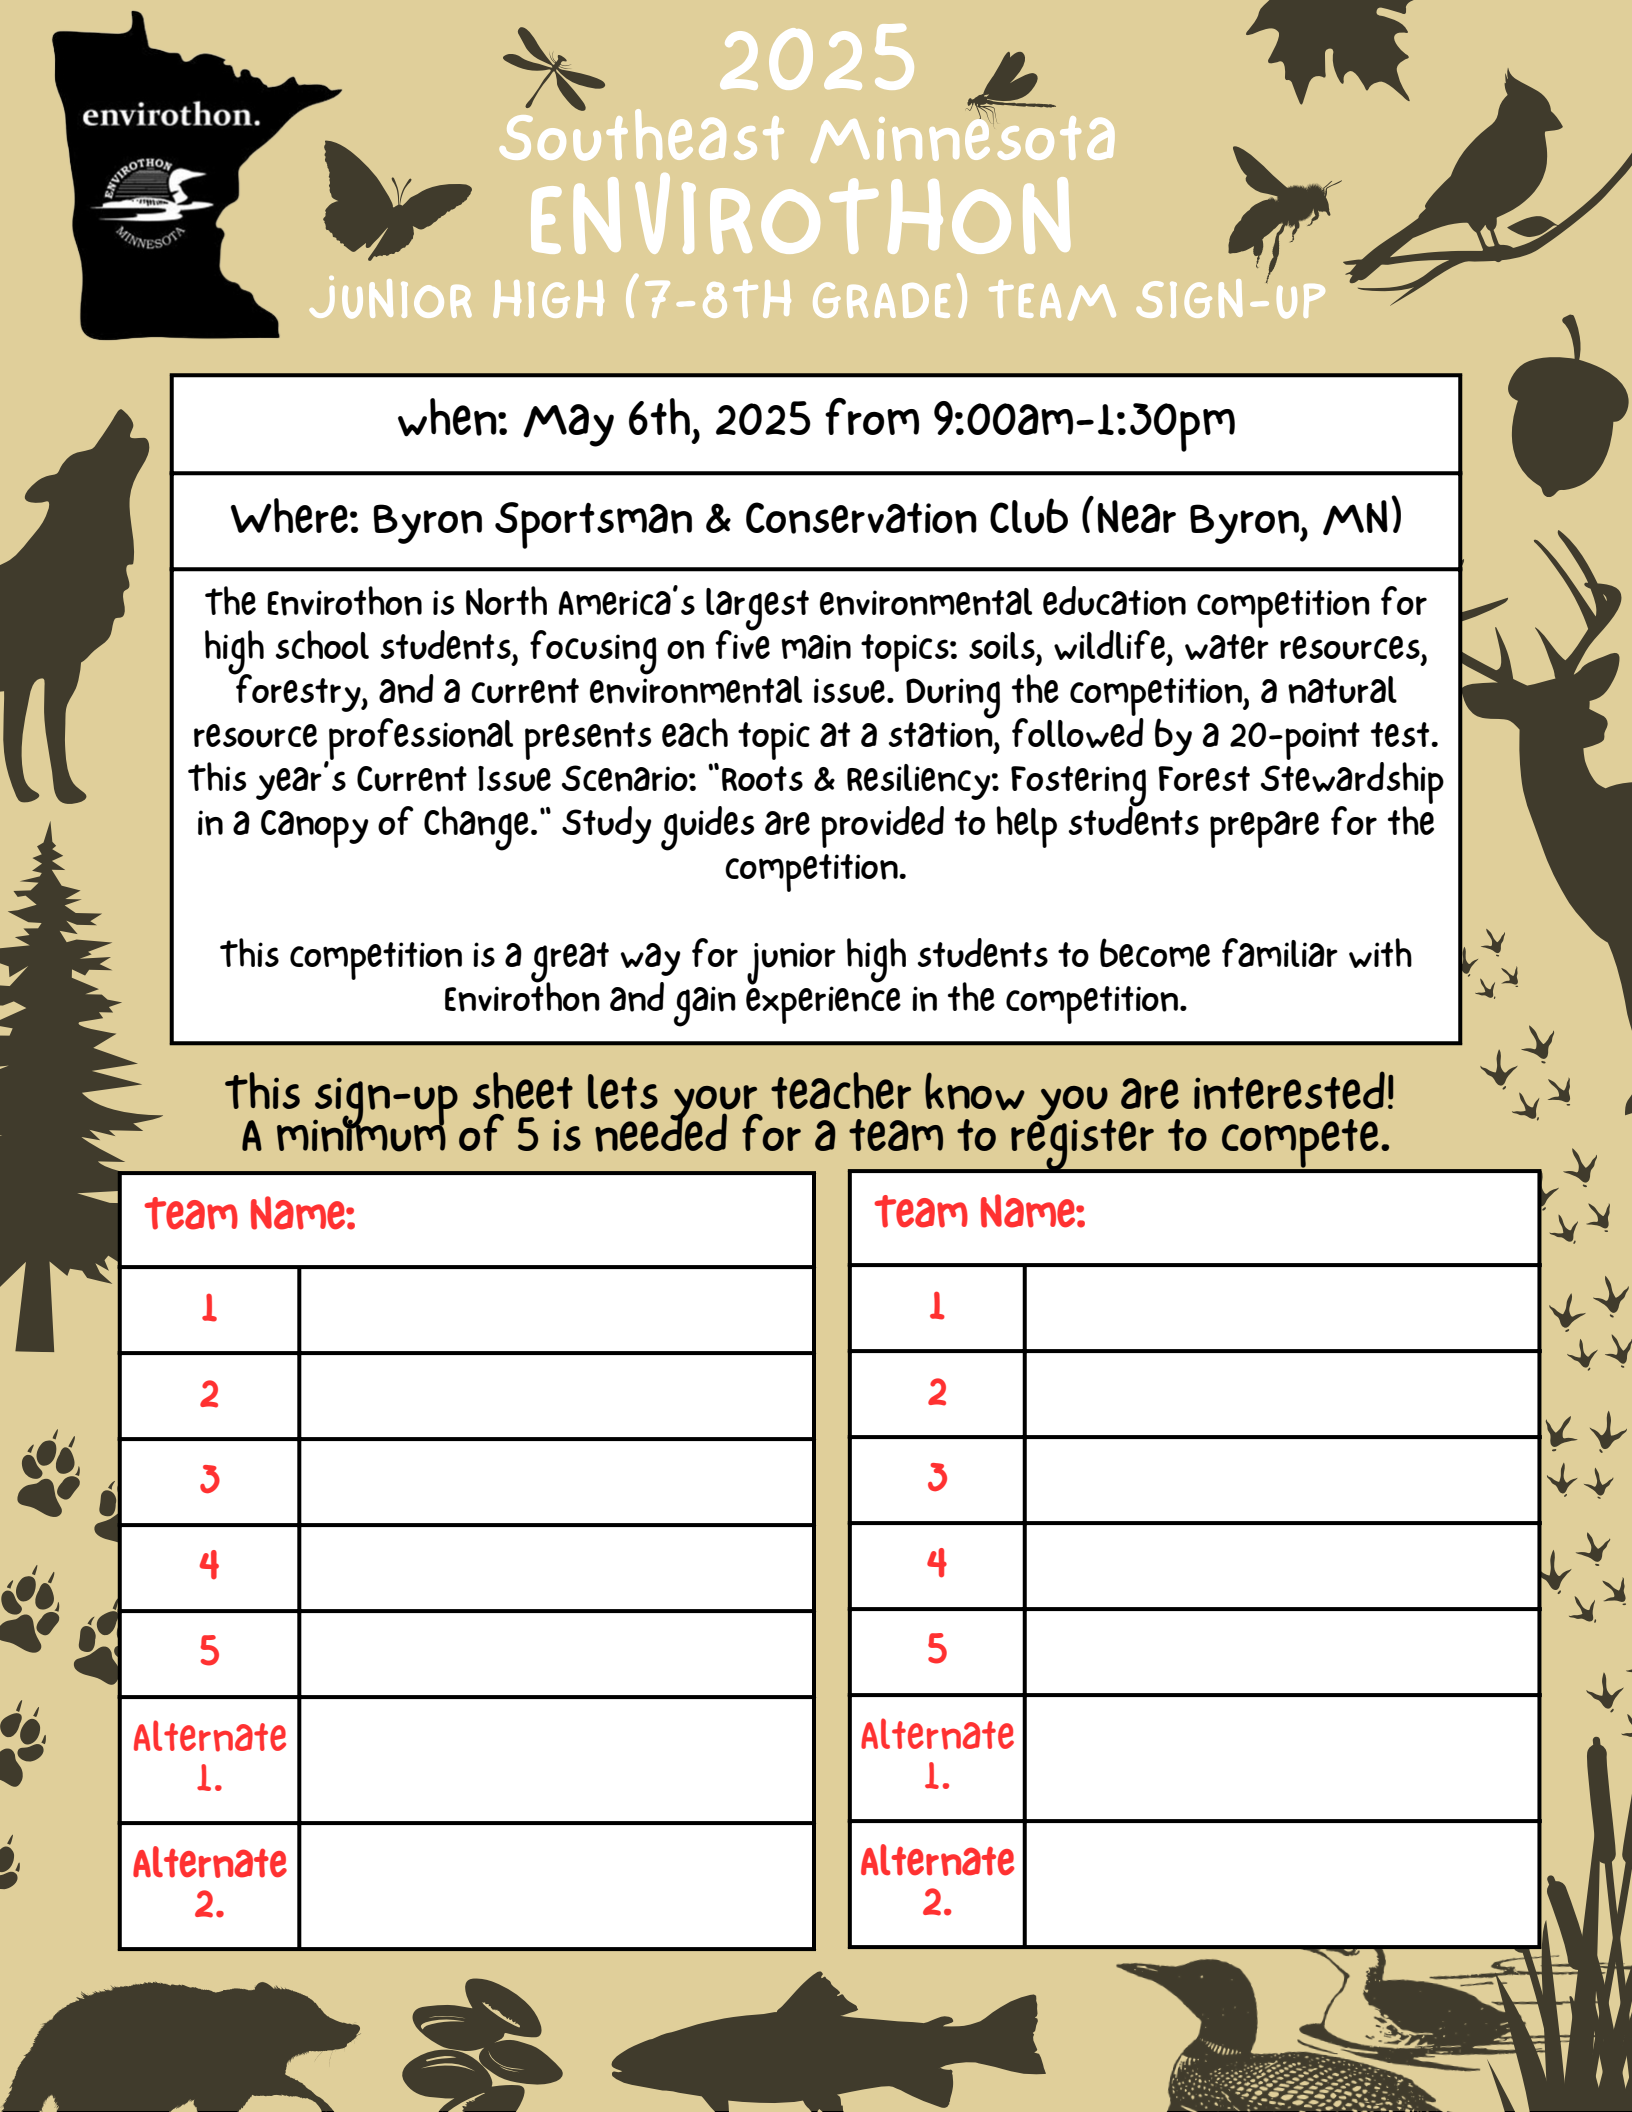 envirothon.
ENVIROTHON
MINNESOTA
2025
Southeast Minnesota
ENVIROTHON
JUNIOR HIGH (7-8TH GRADE) TEAM SIGN-UP
When: May 6th, 2025 from 9:00am-1:30pm
Where: Byron Sportsman & Conservation Club (Near Byron, MN)
The Envirothon is North America's largest environmental education competition for
high school students, focusing on five main topics: soils, wildlife, water resources,
forestry, and a current environmental issue. During the competition, a natural
resource professional presents each topic at a station, followed by a 20-point test.
This year's Current Issue Scenario: "Roots & Resiliency: Fostering Forest Stewardship
in a Canopy of Change." Study guides are provided to help students prepare for the
competition.
This competition is a great way for junior high students to become familiar with
Envirothon and gain experience in the competition.
This sign-up sheet lets your teacher know you are interested!
A minimum of 5 is needed for a team to register to compete.
Team Name:
1
2
3
4
5
Alternate
1.
Alternate
2.
Team Name:
1
2
3
4
5
Alternate
1.
Alternate
2.